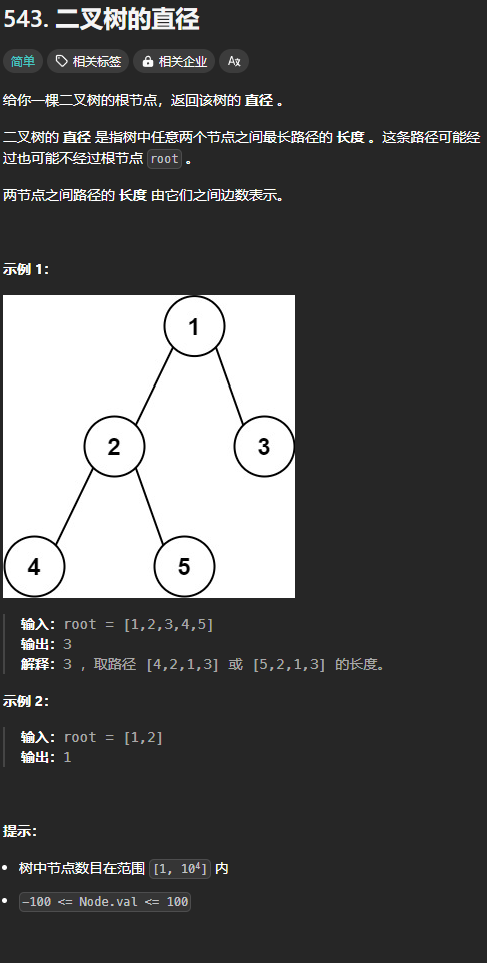 543. 二叉树的直径
简单 相关标签 相关企业 A文
给你一棵二叉树的根节点，返回该树的 直径 。
二叉树的 直径 是指树中任意两个节点之间最长路径的 长度 。这条路径可能经
过也可能不经过根节点 root 。
两节点之间路径的 长度 由它们之间边数表示。
示例 1：
1
2 3
4 5
输入：root = [1,2,3,4,5]
输出：3
解释：3 ，取路径 [4,2,1,3] 或 [5,2,1,3] 的长度。
示例 2：
输入：root = [1,2]
输出：1
提示：
• 树中节点数目在范围 [1, 10⁴] 内
• -100 <= Node.val <= 100